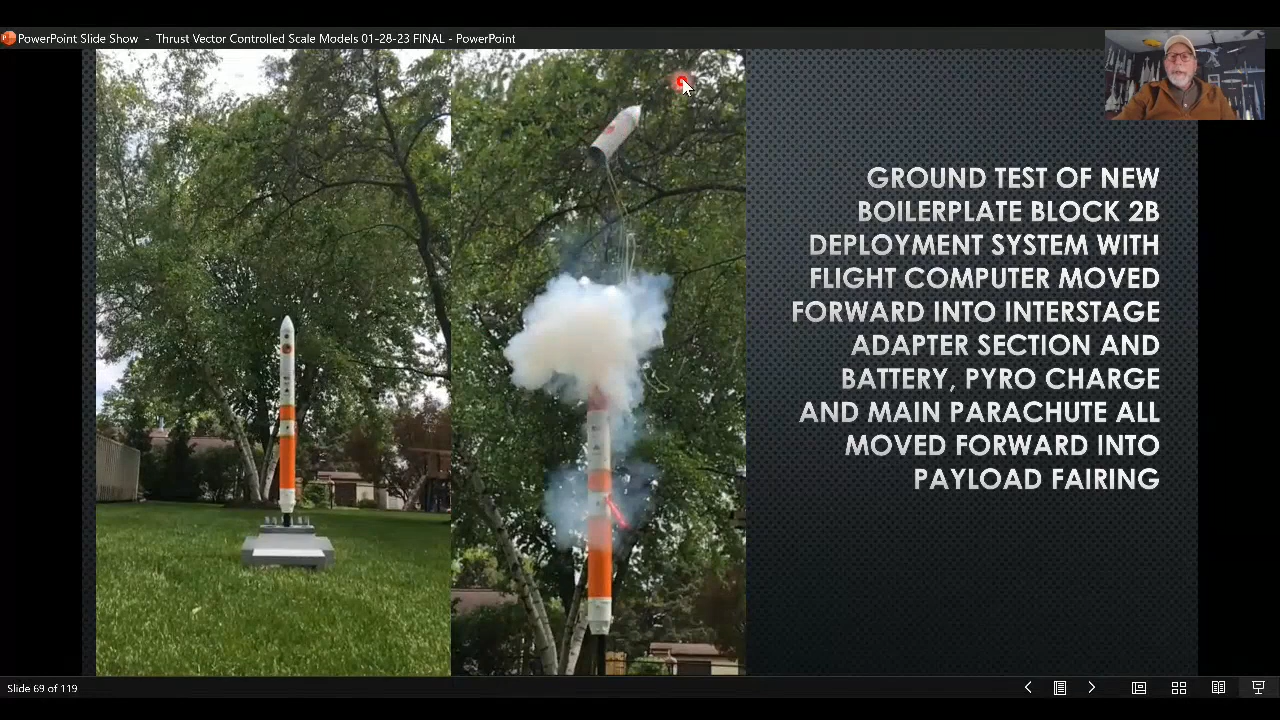 PowerPoint Slide Show - Thrust Vector Controlled Scale Models 01-28-23 FINAL - PowerPoint
GROUND TEST OF NEW
BOILERPLATE BLOCK 2B
DEPLOYMENT SYSTEM WITH
FLIGHT COMPUTER MOVED
FORWARD INTO INTERSTAGE
ADAPTER SECTION AND
BATTERY, PYRO CHARGE
AND MAIN PARACHUTE ALL
MOVED FORWARD INTO
PAYLOAD FAIRING
Slide 69 of 119